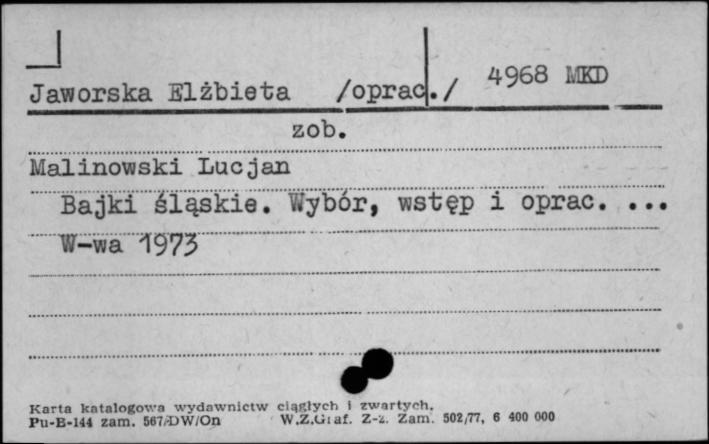 Jaworska Elżbieta /oprac./ 4968 MKD
zob.
Malinowski Lucjan
Bajki śląskie. Wybór, wstęp i oprac. ...
W-wa 1973
Karta katalogowa wydawnictw ciągłych i zwartych.
Pu-B-144 zam. 567/DW/On W.Z.Graf. Z-z. Zam. 502/77, 6 400 000